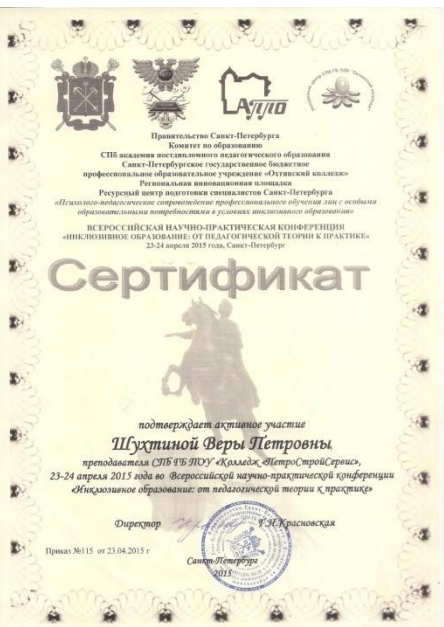 Апло
Правительство Санкт-Петербурга
Комитет по образованию
СПб академия постдипломного педагогического образования
Санкт-Петербургское государственное бюджетное
профессиональное образовательное учреждение «Охтинский колледж»
Региональная инновационная площадка
Ресурсный центр подготовки специалистов Санкт-Петербурга
«Психолого-педагогическое сопровождение профессионального обучения лиц с особыми
образовательными потребностями в условиях инклюзивного образования»
ВСЕРОССИЙСКАЯ НАУЧНО-ПРАКТИЧЕСКАЯ КОНФЕРЕНЦИЯ
«ИНКЛЮЗИВНОЕ ОБРАЗОВАНИЕ: ОТ ПЕДАГОГИЧЕСКОЙ ТЕОРИИ К ПРАКТИКЕ»
23-24 апреля 2015 года, Санкт-Петербург
Сертификат
подтверждает активное участие
Шухтиной Веры Петровны,
преподавателя СПб ГБ ПОУ «Колледж «ПетроСтройСервис»,
23-24 апреля 2015 года во Всероссийской научно-практической конференции
«Инклюзивное образование: от педагогической теории к практике»
Директор Т.Н.Красновская
Приказ №115 от 23.04.2015 г
Санкт-Петербург
2015